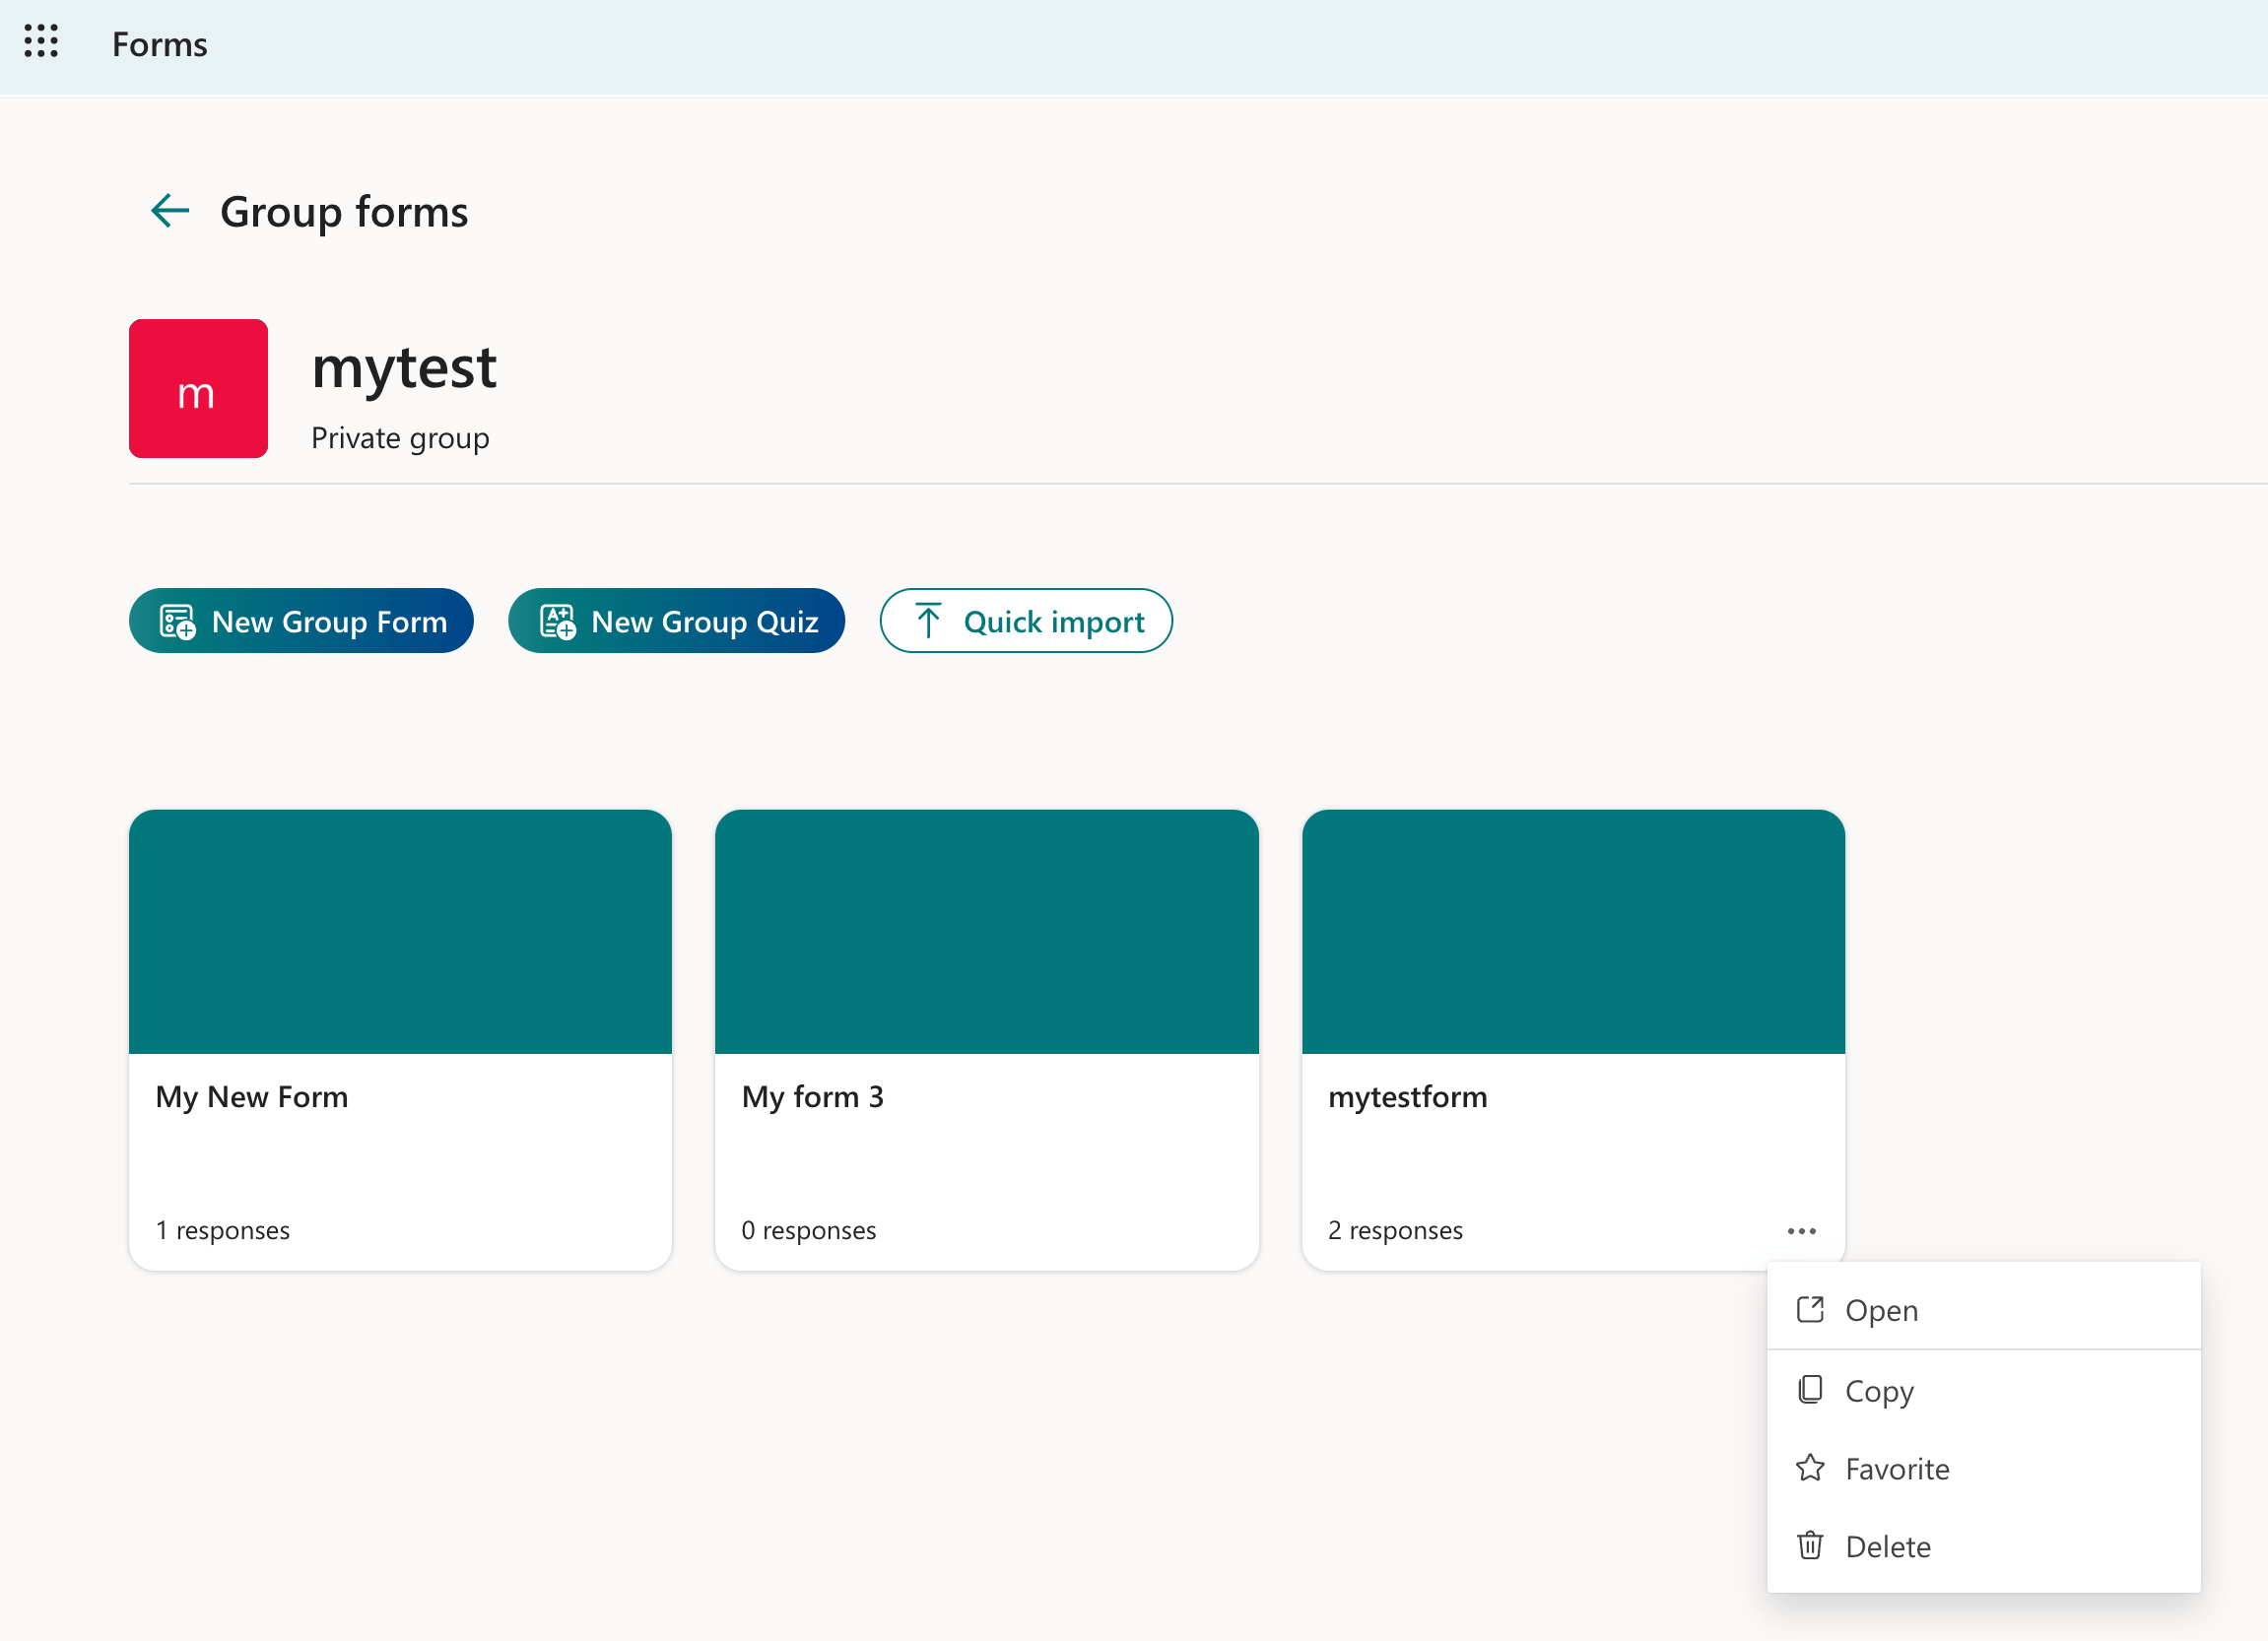 Forms
Group forms
m
mytest
Private group
New Group Form
New Group Quiz
Quick import
My New Form
1 responses
My form 3
0 responses
mytestform
2 responses
Open
Copy
Favorite
Delete